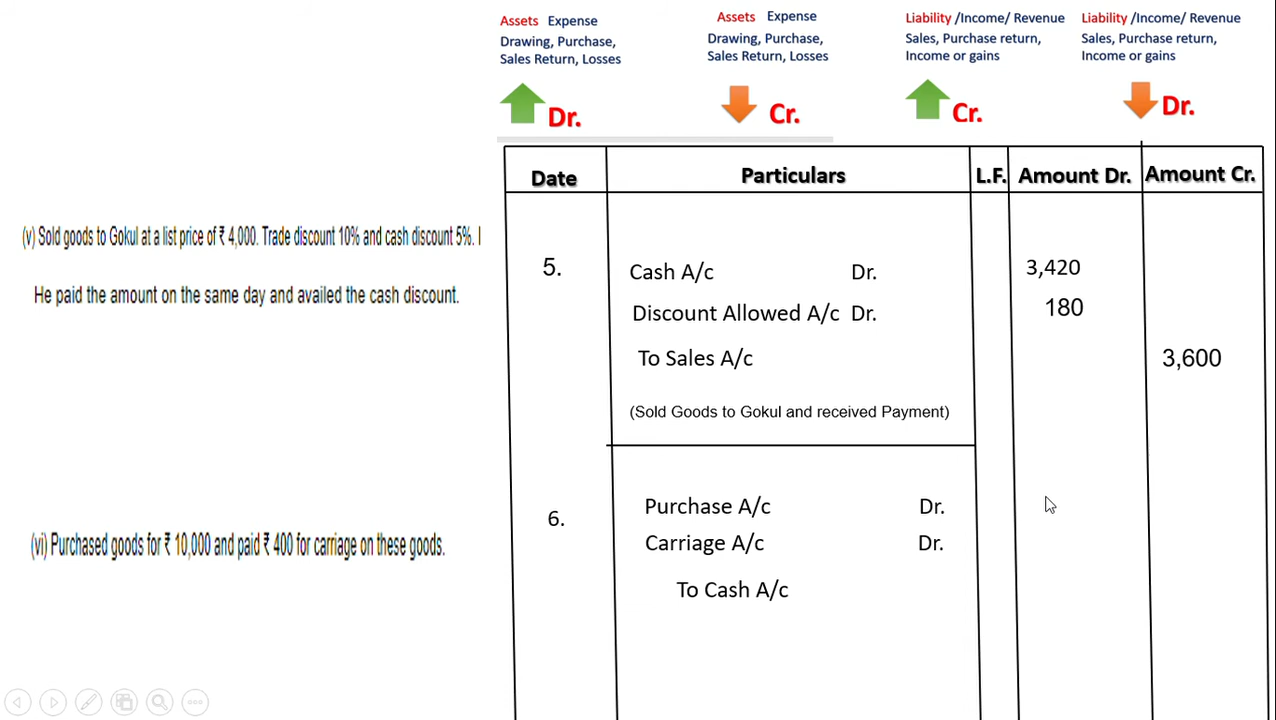 Assets Expense
Drawing, Purchase,
Sales Return, Losses
Dr.
Assets Expense
Drawing, Purchase,
Sales Return, Losses
Cr.
Liability /Income/ Revenue
Sales, Purchase return,
Income or gains
Cr.
Liability /Income/ Revenue
Sales, Purchase return,
Income or gains
Dr.
Date Particulars L.F. Amount Dr. Amount Cr.
(v) Sold goods to Gokul at a list price of ₹ 4,000. Trade discount 10% and cash discount 5%. I
He paid the amount on the same day and availed the cash discount.
5. Cash A/c Dr. 3,420
Discount Allowed A/c Dr. 180
To Sales A/c 3,600
(Sold Goods to Gokul and received Payment)
(vi) Purchased goods for ₹ 10,000 and paid ₹ 400 for carriage on these goods.
6. Purchase A/c Dr.
Carriage A/c Dr.
To Cash A/c